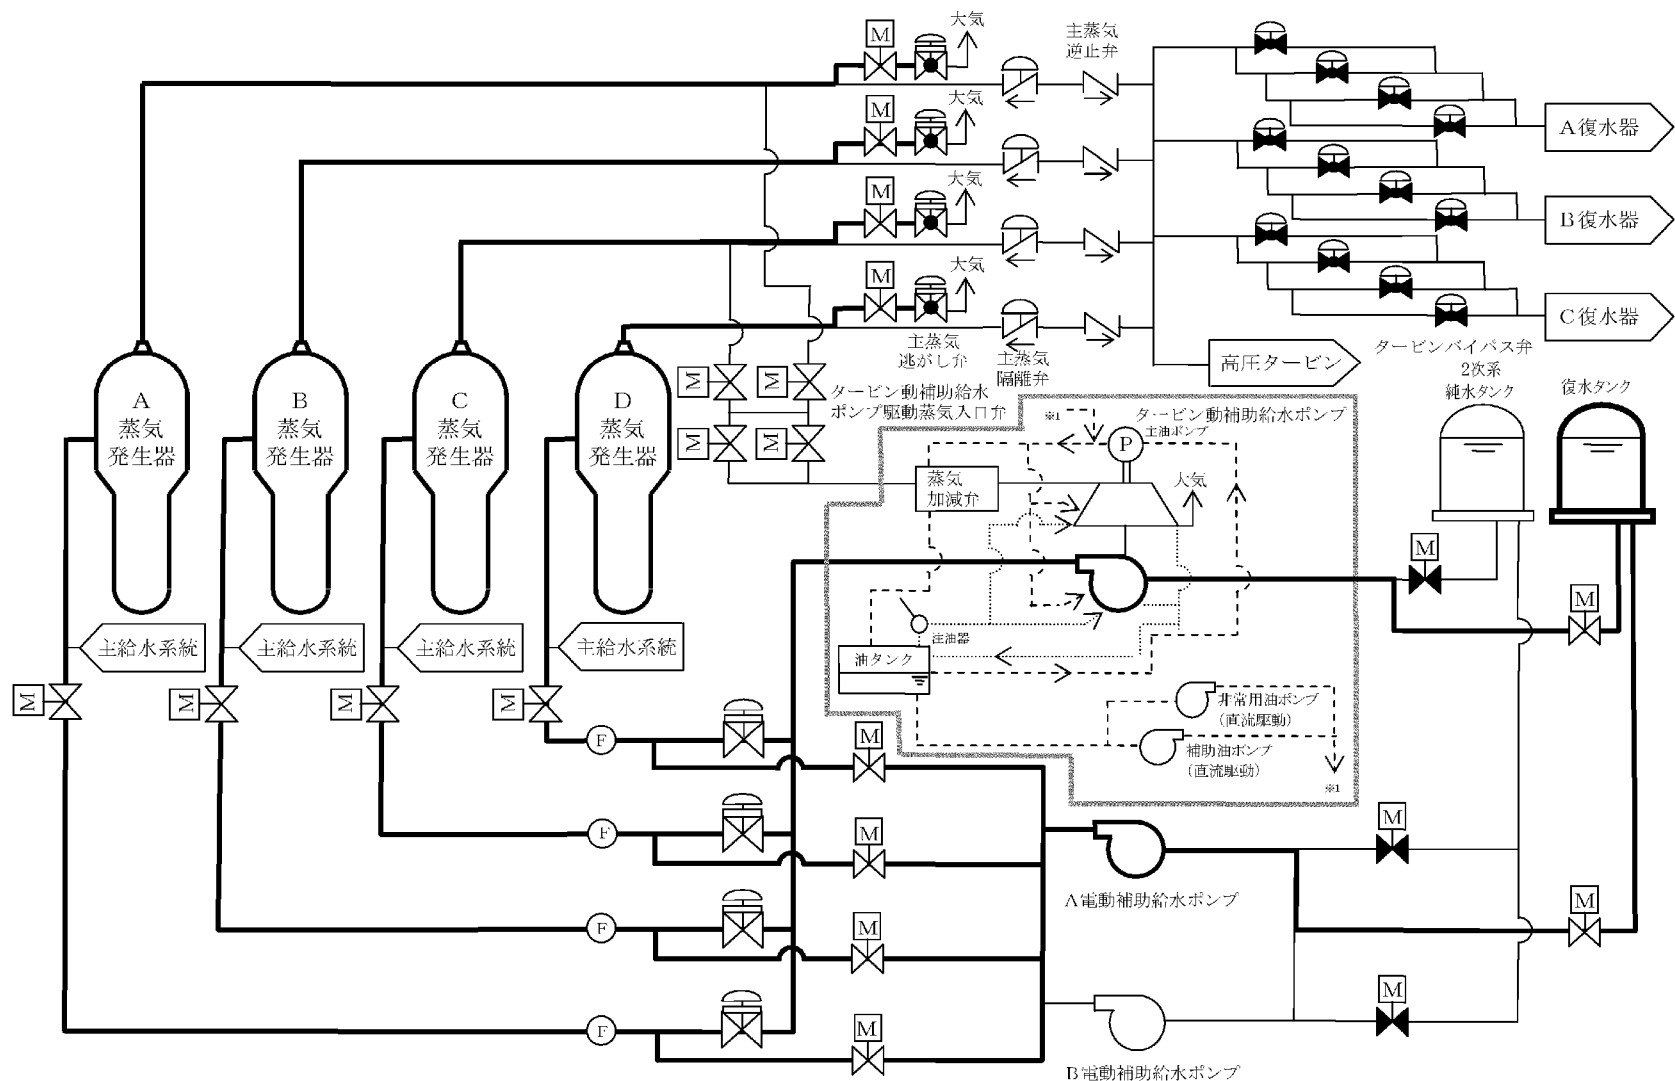 M
大気
主蒸気
逆止弁
M
大気
A復水器
M
大気
B復水器
M
大気
C復水器
主蒸気
逃がし弁
主蒸気
隔離弁
高圧タービン
タービンバイパス弁
2次系
純水タンク
復水タンク
A
蒸気
発生器
B
蒸気
発生器
C
蒸気
発生器
D
蒸気
発生器
M
M
タービン動補助給水
ポンプ駆動蒸気入口弁
M
M
※1
タービン動補助給水ポンプ
主油ポンプ
P
蒸気
加減弁
大気
M
M
主給水系統
主給水系統
主給水系統
主給水系統
注油器
油タンク
M
M
M
M
非常用油ポンプ
(直流駆動)
補助油ポンプ
(直流駆動)
※1
F
M
F
M
M
A電動補助給水ポンプ
F
M
M
F
M
M
B電動補助給水ポンプ